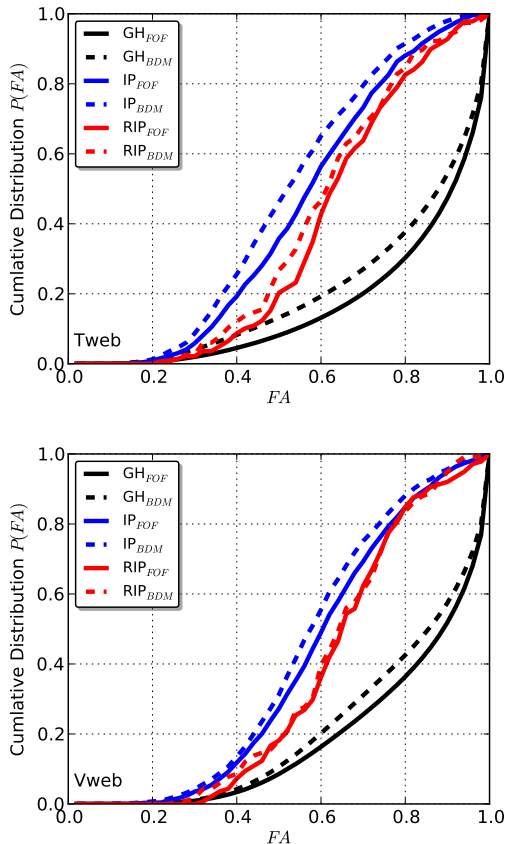 1.0
0.8
0.6
0.4
0.2
0.0
Cumlative Distribution P(FA)
GH_FOF
GH_BDM
IP_FOF
IP_BDM
RIP_FOF
RIP_BDM
Tweb
0.0 0.2 0.4 0.6 0.8 1.0
FA
1.0
0.8
0.6
0.4
0.2
0.0
Cumulative Distribution P(FA)
GH_FOF
GH_BDM
IP_FOF
IP_BDM
RIP_FOF
RIP_BDM
Vweb
0.0 0.2 0.4 0.6 0.8 1.0
FA